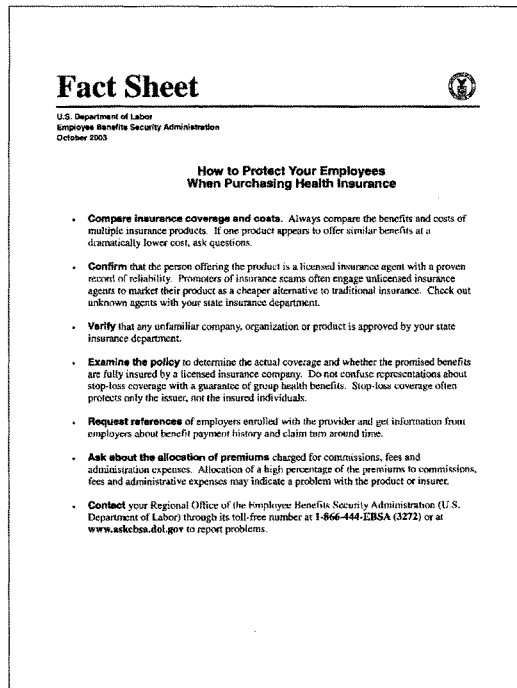 Fact Sheet
U.S. Department of Labor
Employee Benefits Security Administration
October 2003
How to Protect Your Employees
When Purchasing Health Insurance
• Compare insurance coverage and costs. Always compare the benefits and costs of
multiple insurance products. If one product appears to offer similar benefits at a
dramatically lower cost, ask questions.
• Confirm that the person offering the product is a licensed insurance agent with a proven
record of reliability. Promoters of insurance scams often engage unlicensed insurance
agents to market their product as a cheaper alternative to traditional insurance. Check out
unknown agents with your state insurance department.
• Verify that any unfamiliar company, organization or product is approved by your state
insurance department.
• Examine the policy to determine the actual coverage and whether the promised benefits
are fully insured by a licensed insurance company. Do not confuse representations about
stop-loss coverage with a guarantee of group health benefits. Stop-loss coverage often
protects only the issuer, not the insured individuals.
• Request references of employers enrolled with the provider and get information from
employers about benefit payment history and claim turn around time.
• Ask about the allocation of premiums charged for commissions, fees and
administration expenses. Allocation of a high percentage of the premiums to commissions,
fees and administrative expenses may indicate a problem with the product or insurer.
• Contact your Regional Office of the Employee Benefits Security Administration (U.S.
Department of Labor) through its toll-free number at 1-866-444-EBSA (3272) or at
www.askebsa.dol.gov to report problems.